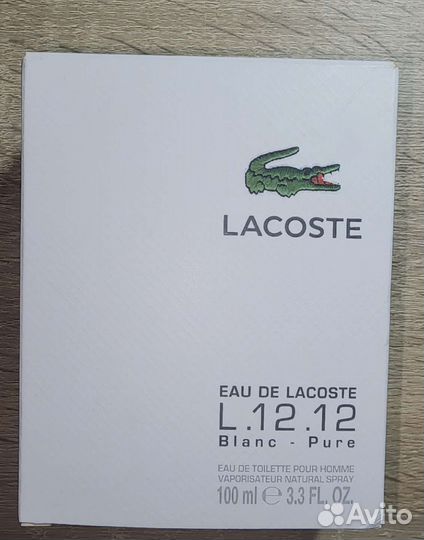 LACOSTE
EAU DE LACOSTE
L.12.12
Blanc - Pure
EAU DE TOILETTE POUR HOMME
VAPORISATEUR NATURAL SPRAY
100 ml ℮ 3.3 FL. OZ.
Avito